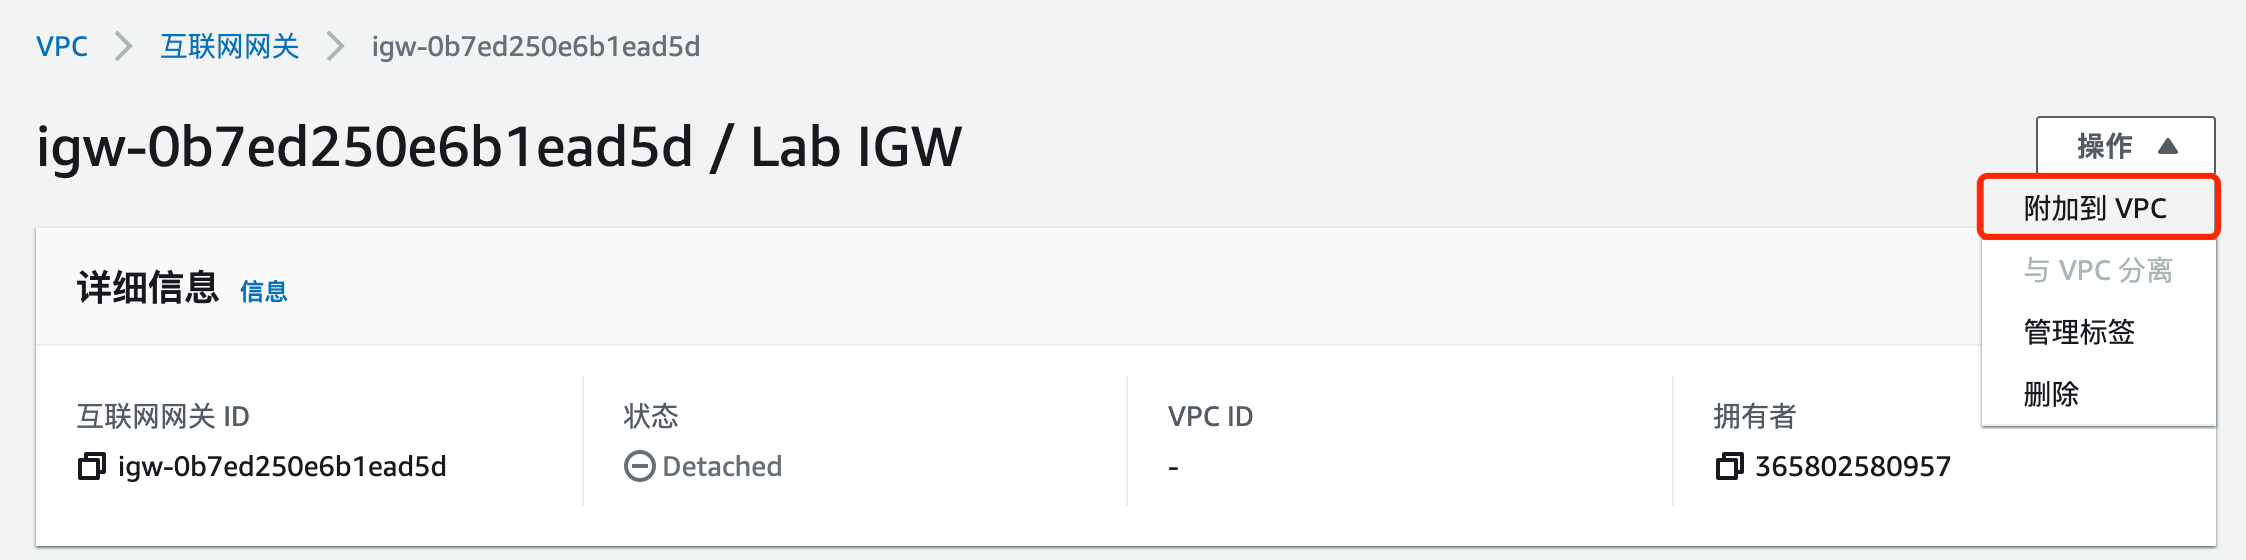 VPC 互联网网关 igw-0b7ed250e6b1ead5d
igw-0b7ed250e6b1ead5d / Lab IGW
操作
附加到 VPC
与 VPC 分离
管理标签
删除
详细信息 信息
互联网网关 ID
igw-0b7ed250e6b1ead5d
状态
Detached
VPC ID
-
拥有者
365802580957